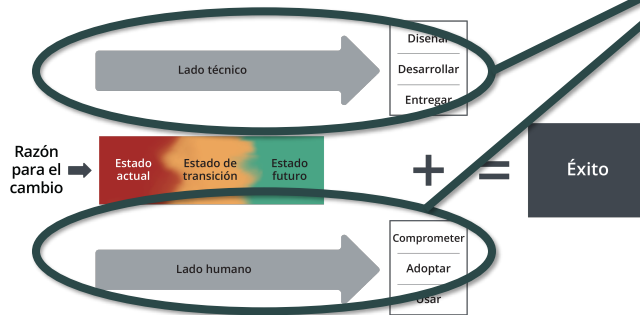 Lado técnico
Diseñar
Desarrollar
Entregar
Razón
para el
cambio
Estado
actual
Estado de
transición
Estado
futuro
+
=
Éxito
Lado humano
Comprometer
Adoptar
Usar